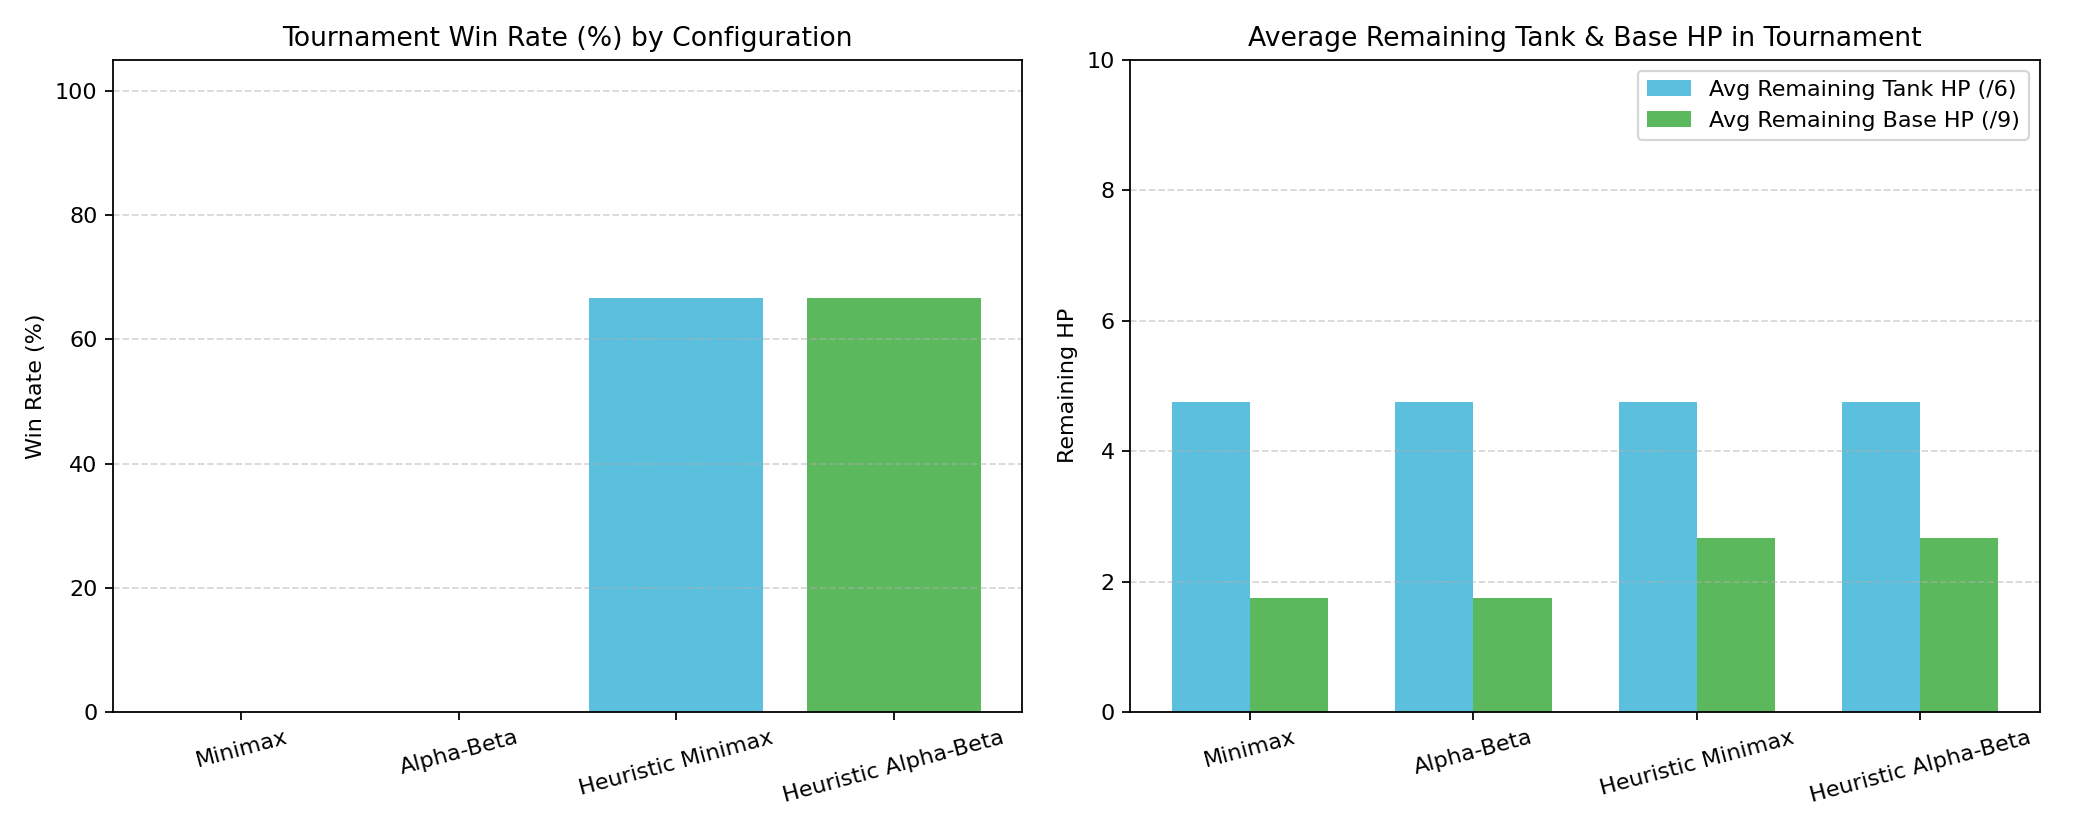 Tournament Win Rate (%) by Configuration
Win Rate (%)
100
80
60
40
20
0
Minimax
Alpha-Beta
Heuristic Minimax
Heuristic Alpha-Beta
Average Remaining Tank & Base HP in Tournament
Avg Remaining Tank HP (/6)
Avg Remaining Base HP (/9)
Remaining HP
10
8
6
4
2
0
Minimax
Alpha-Beta
Heuristic Minimax
Heuristic Alpha-Beta